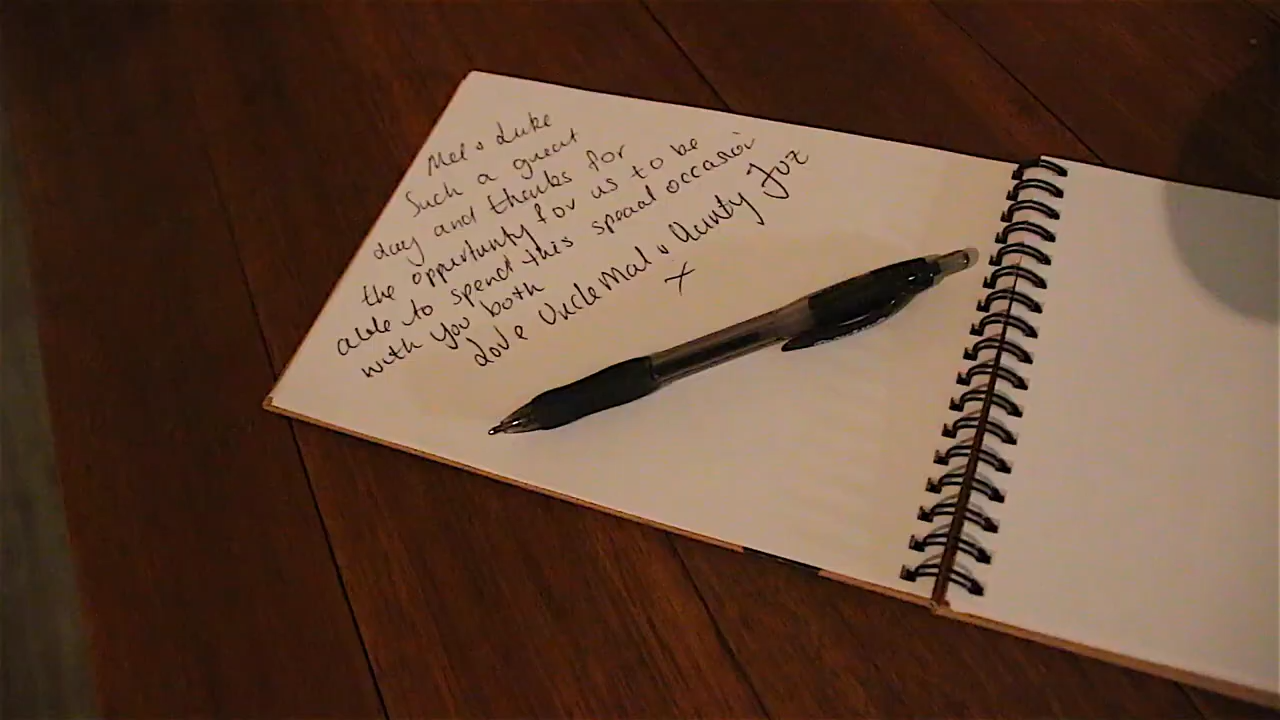 Mel & Luke
Such a great
day and thanks for
the opportunity for us to be
able to spend this special occasion
with you both
Love Uncle Mal & Aunty Joz
x